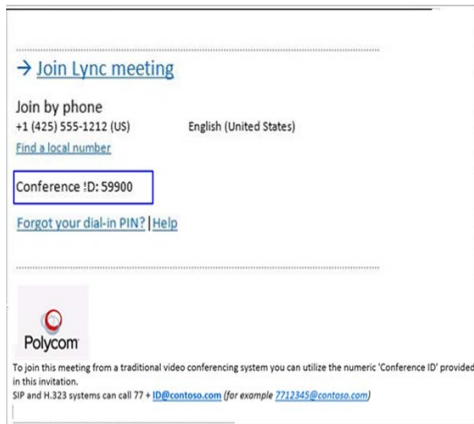 → Join Lync meeting
Join by phone
+1 (425) 555-1212 (US) English (United States)
Find a local number
Conference ID: 59900
Forgot your dial-in PIN? | Help
Polycom
To join this meeting from a traditional video conferencing system you can utilize the numeric 'Conference ID' provided
in this invitation.
SIP and H.323 systems can call 77 + ID@contoso.com (for example 7712345@contoso.com)